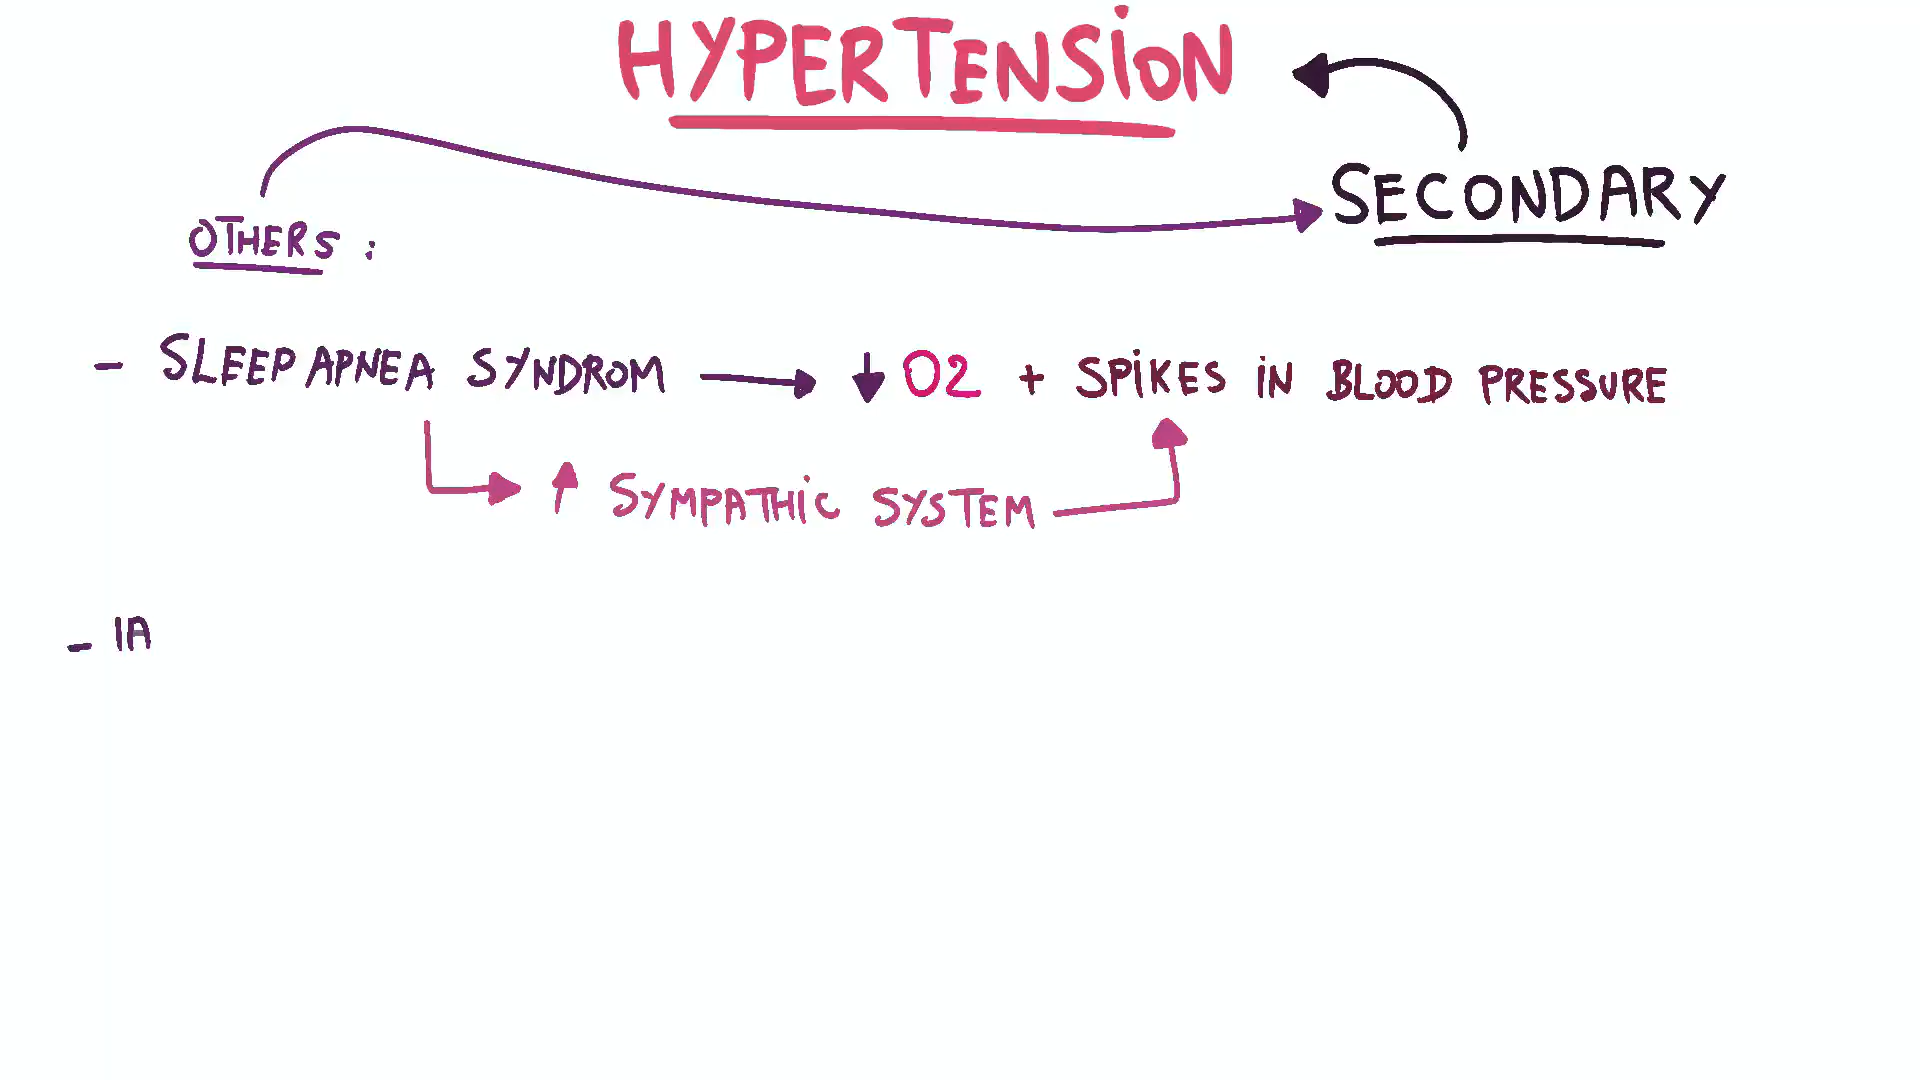 HYPERTENSION
SECONDARY
OTHERS :
- SLEEP APNEA SYNDROM → ↓ O2 + SPIKES IN BLOOD PRESSURE
↑ SYMPATHIC SYSTEM
- IA